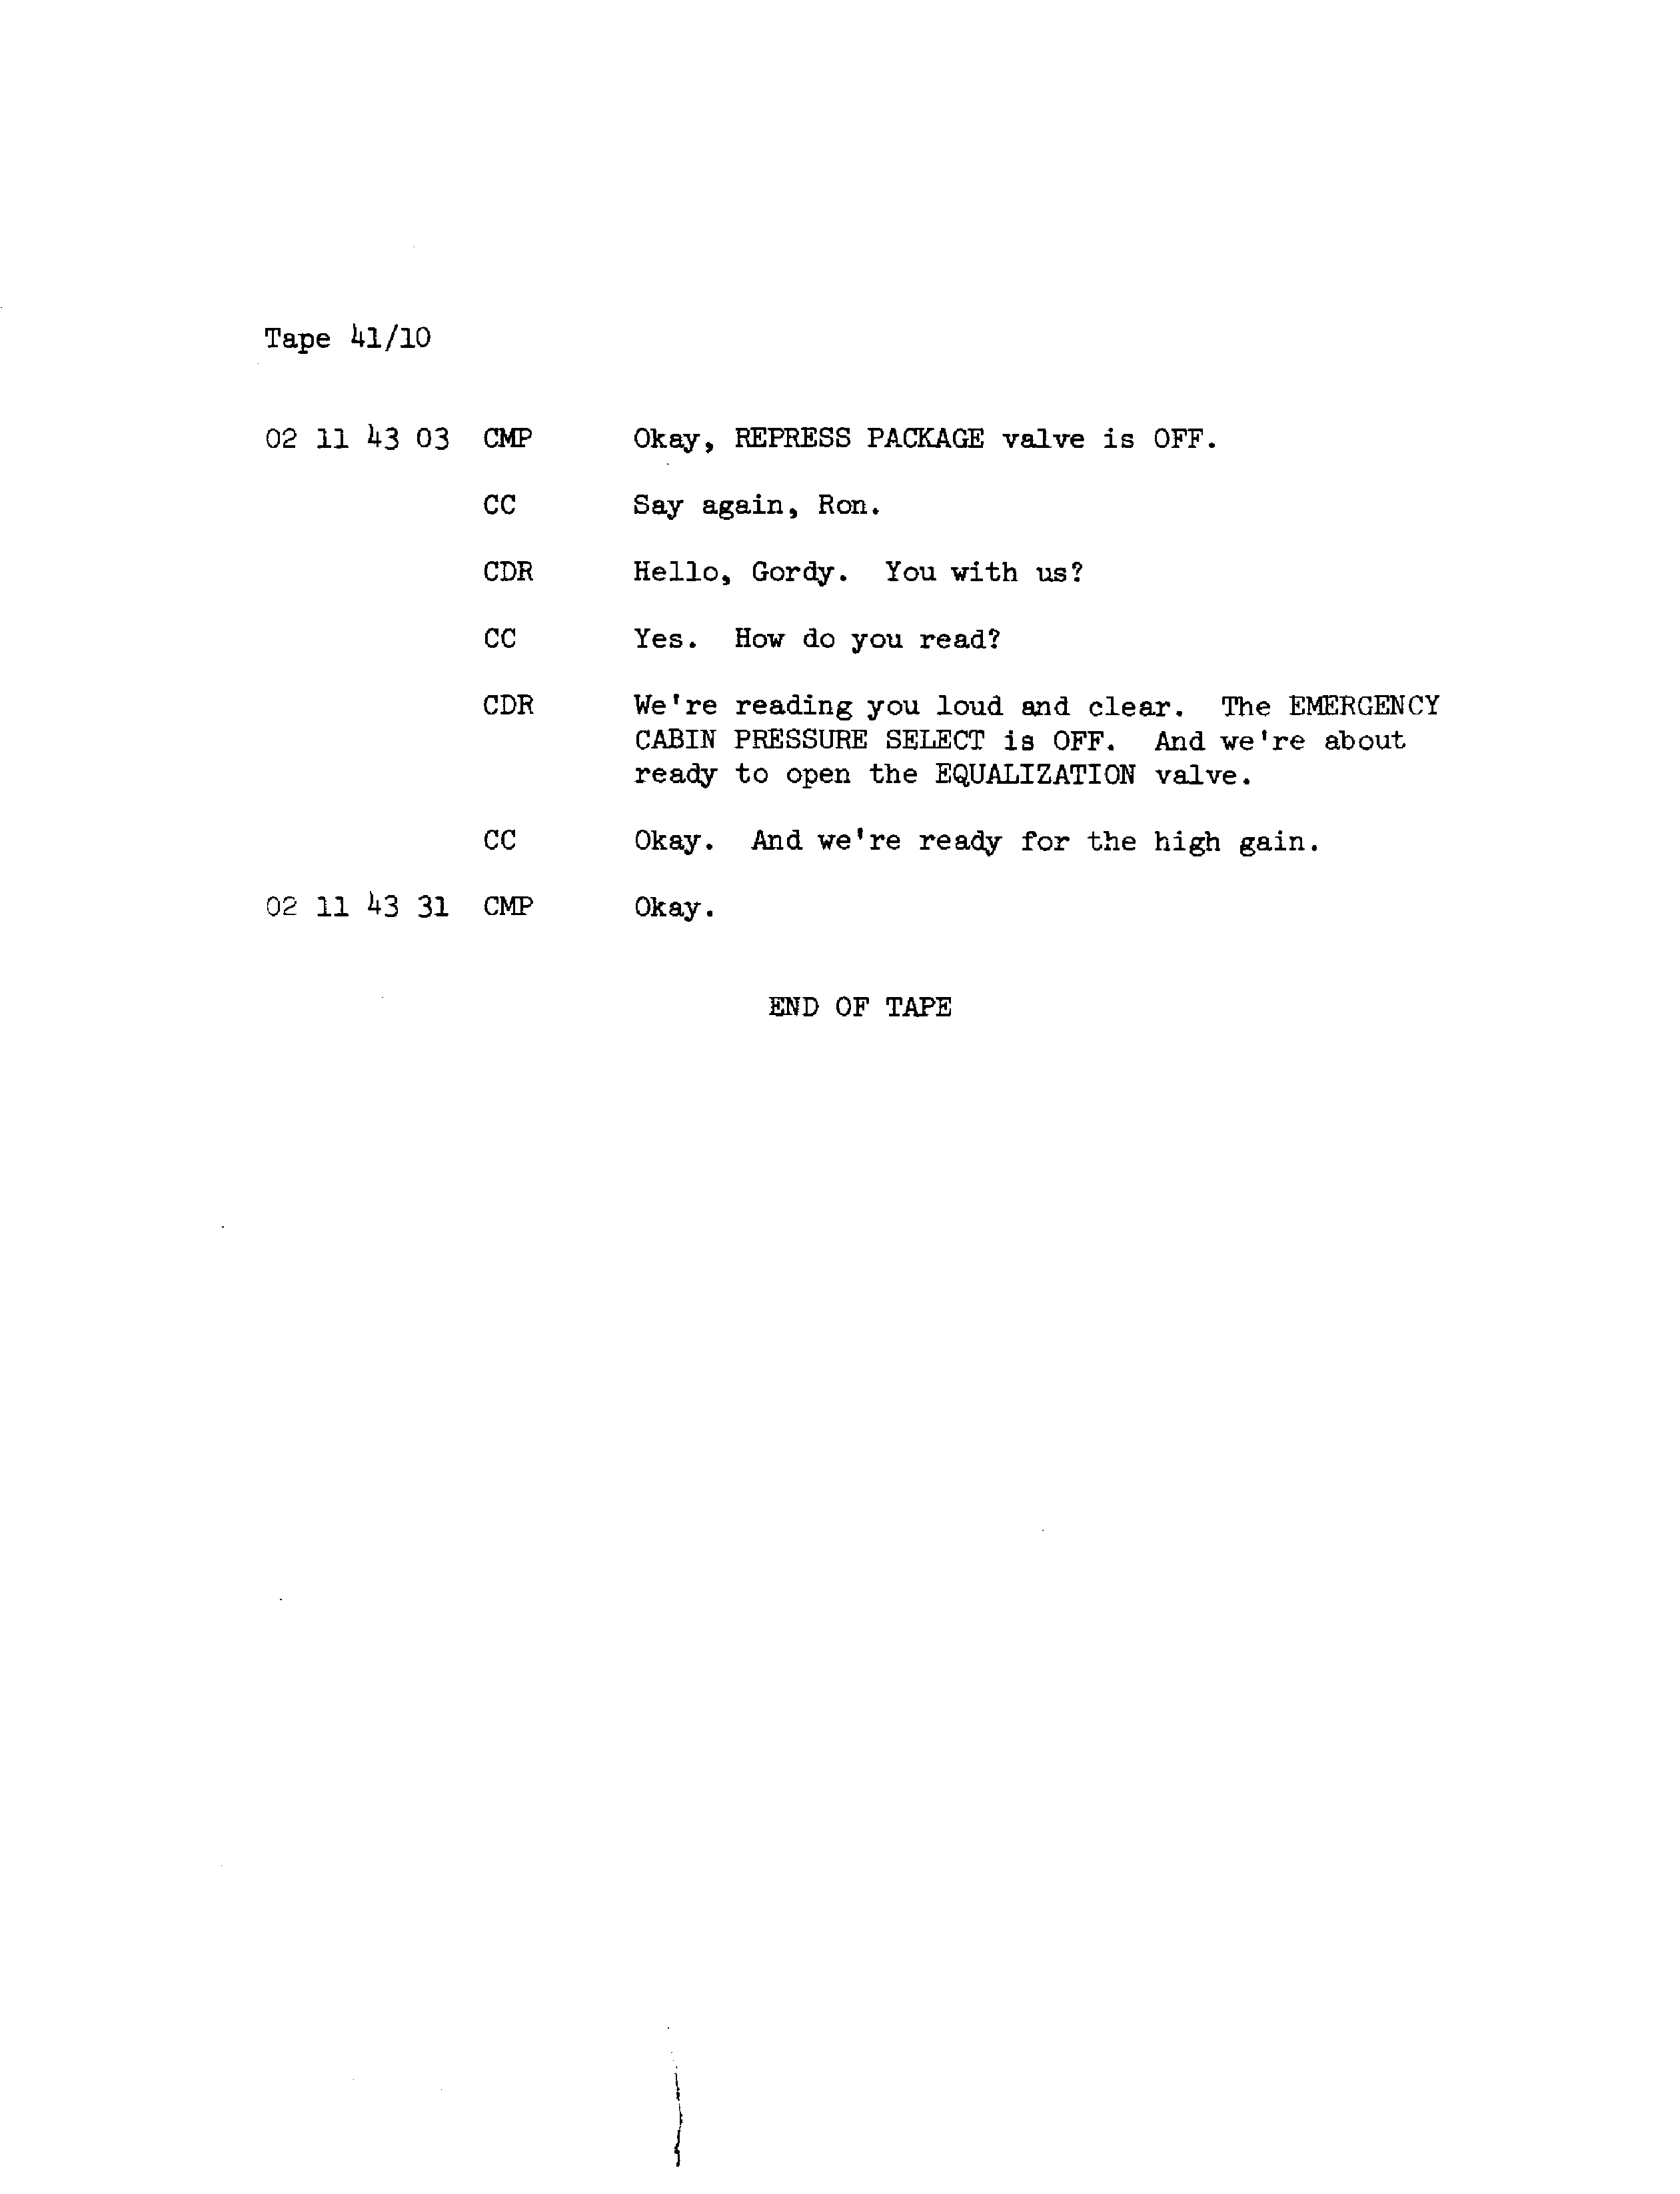 Tape 41/10
02 11 43 03 CMP Okay, REPRESS PACKAGE valve is OFF.
CC Say again, Ron.
CDR Hello, Gordy. You with us?
CC Yes. How do you read?
CDR We're reading you loud and clear. The EMERGENCY
CABIN PRESSURE SELECT is OFF. And we're about
ready to open the EQUALIZATION valve.
CC Okay. And we're ready for the high gain.
02 11 43 31 CMP Okay.
END OF TAPE